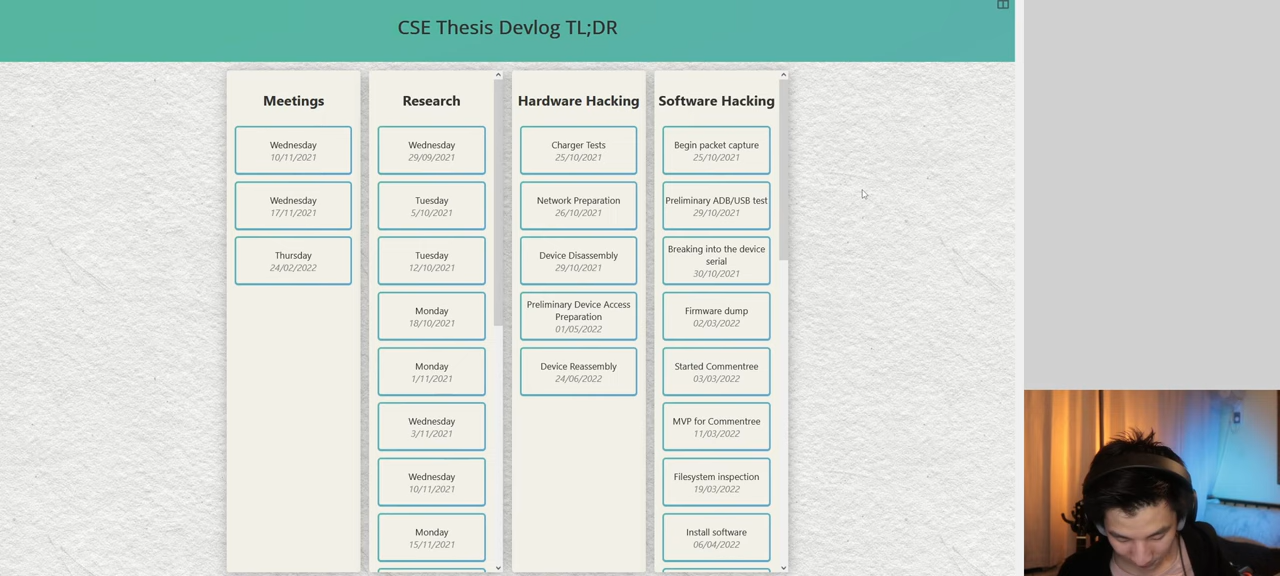 CSE Thesis Devlog TL;DR
Meetings
Wednesday
10/11/2021
Wednesday
17/11/2021
Thursday
24/02/2022
Research
Wednesday
29/09/2021
Tuesday
5/10/2021
Tuesday
12/10/2021
Monday
18/10/2021
Monday
1/11/2021
Wednesday
3/11/2021
Wednesday
10/11/2021
Monday
15/11/2021
Hardware Hacking
Charger Tests
25/10/2021
Network Preparation
26/10/2021
Device Disassembly
29/10/2021
Preliminary Device Access
Preparation
01/05/2022
Device Reassembly
24/06/2022
Software Hacking
Begin packet capture
25/10/2021
Preliminary ADB/USB test
29/10/2021
Breaking into the device
serial
30/10/2021
Firmware dump
02/03/2022
Started Commentree
03/03/2022
MVP for Commentree
11/03/2022
Filesystem inspection
19/03/2022
Install software
06/04/2022